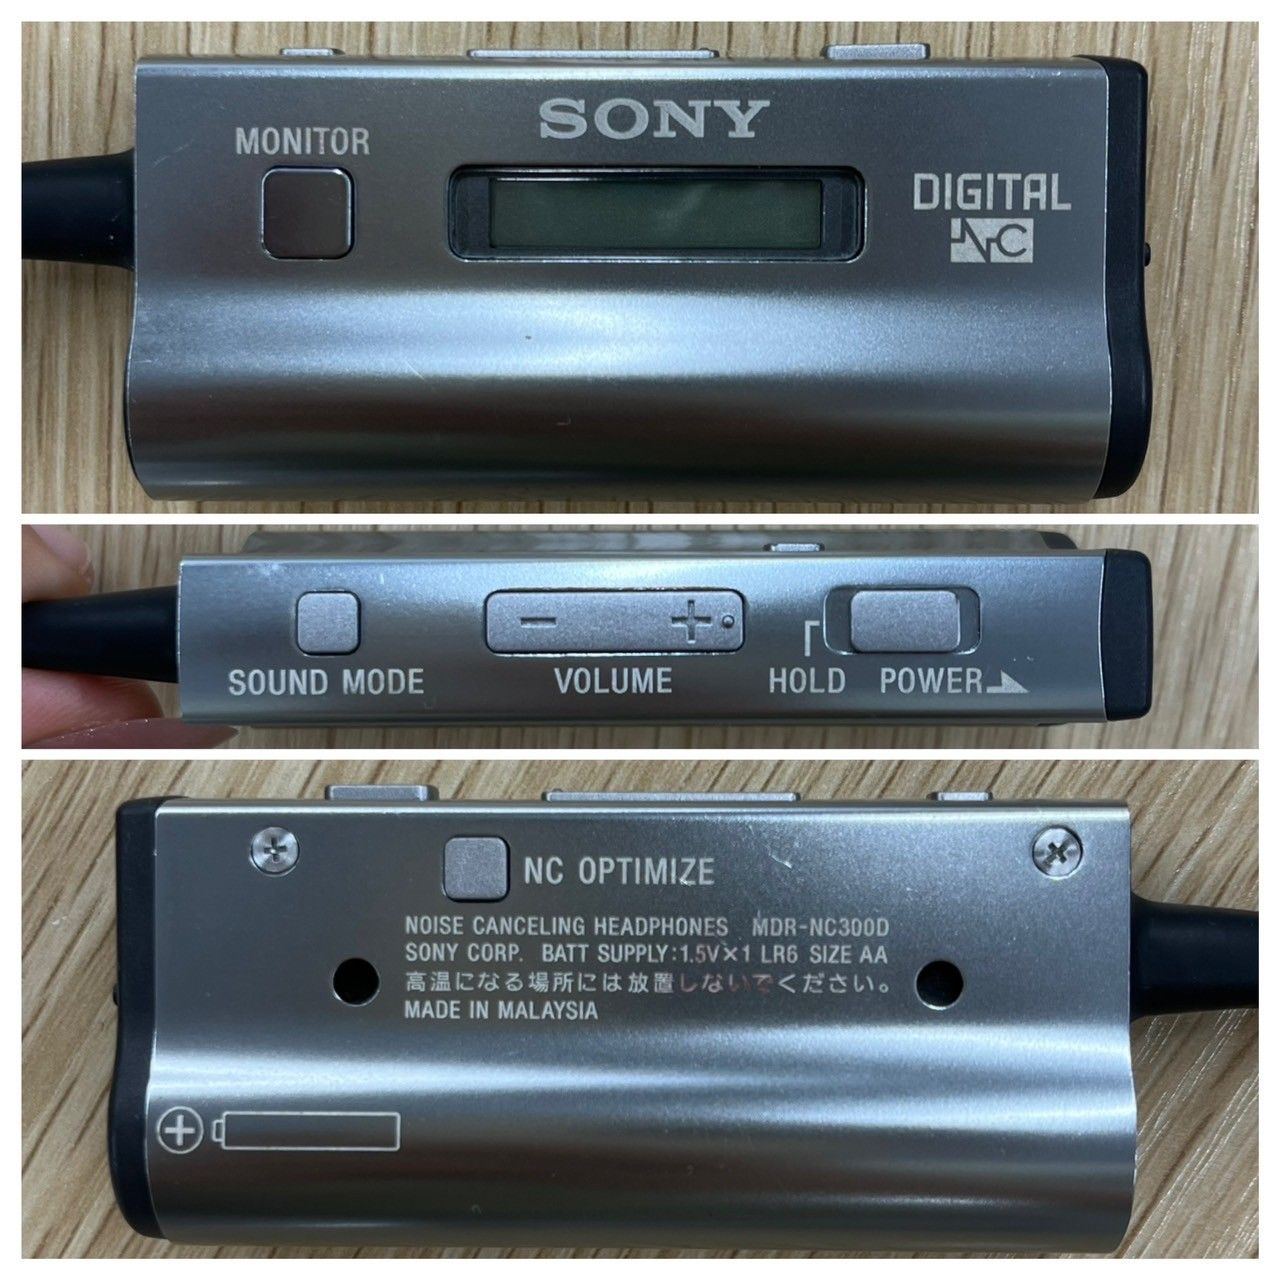 SONY
MONITOR
DIGITAL
NC
− +
SOUND MODE VOLUME HOLD POWER
NC OPTIMIZE
NOISE CANCELING HEADPHONES MDR-NC300D
SONY CORP. BATT SUPPLY:1.5V×1 LR6 SIZE AA
高温になる場所には放置しないでください。
MADE IN MALAYSIA
+